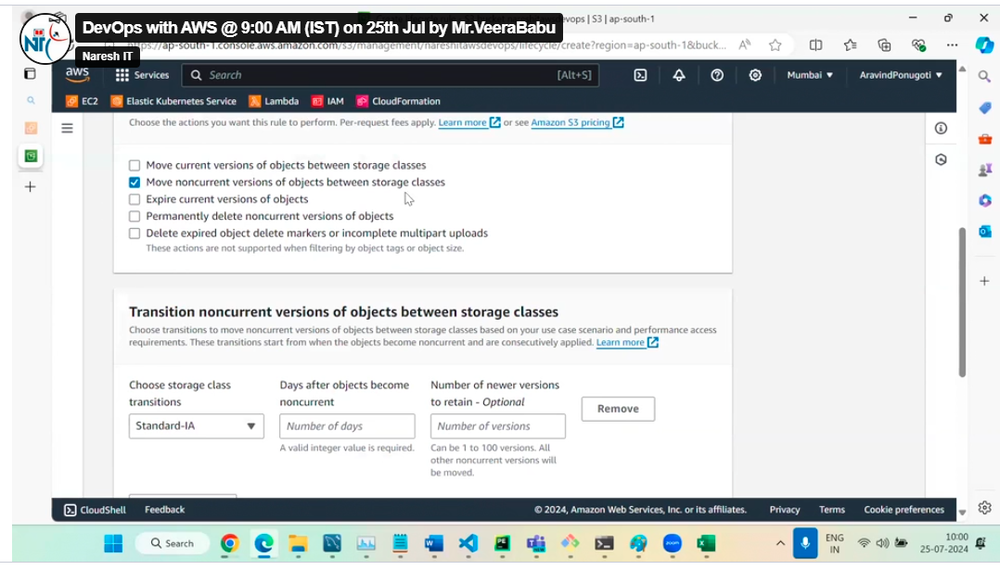 DevOps with AWS @ 9:00 AM (IST) on 25th Jul by Mr.VeeraBabu
Naresh IT
NiT
| S3 | ap-south-1
https://ap-south-1.console.aws.amazon.com/s3/management/nareshitawsdevops/lifecycle/create?region=ap-south-1&buck...
aws
Services
Search
[Alt+S]
Mumbai
AravindPonugoti
EC2
Elastic Kubernetes Service
Lambda
IAM
CloudFormation
Choose the actions you want this rule to perform. Per-request fees apply. Learn more or see Amazon S3 pricing
Move current versions of objects between storage classes
Move noncurrent versions of objects between storage classes
Expire current versions of objects
Permanently delete noncurrent versions of objects
Delete expired object delete markers or incomplete multipart uploads
These actions are not supported when filtering by object tags or object size.
Transition noncurrent versions of objects between storage classes
Choose transitions to move noncurrent versions of objects between storage classes based on your use case scenario and performance access
requirements. These transitions start from when the objects become noncurrent and are consecutively applied. Learn more
Choose storage class
transitions
Standard-IA
Days after objects become
noncurrent
Number of days
A valid integer value is required.
Number of newer versions
to retain - Optional
Number of versions
Can be 1 to 100 versions. All
other noncurrent versions will
be moved.
Remove
CloudShell
Feedback
© 2024, Amazon Web Services, Inc. or its affiliates.
Privacy
Terms
Cookie preferences
Search
zoom
ENG
IN
10:00
25-07-2024